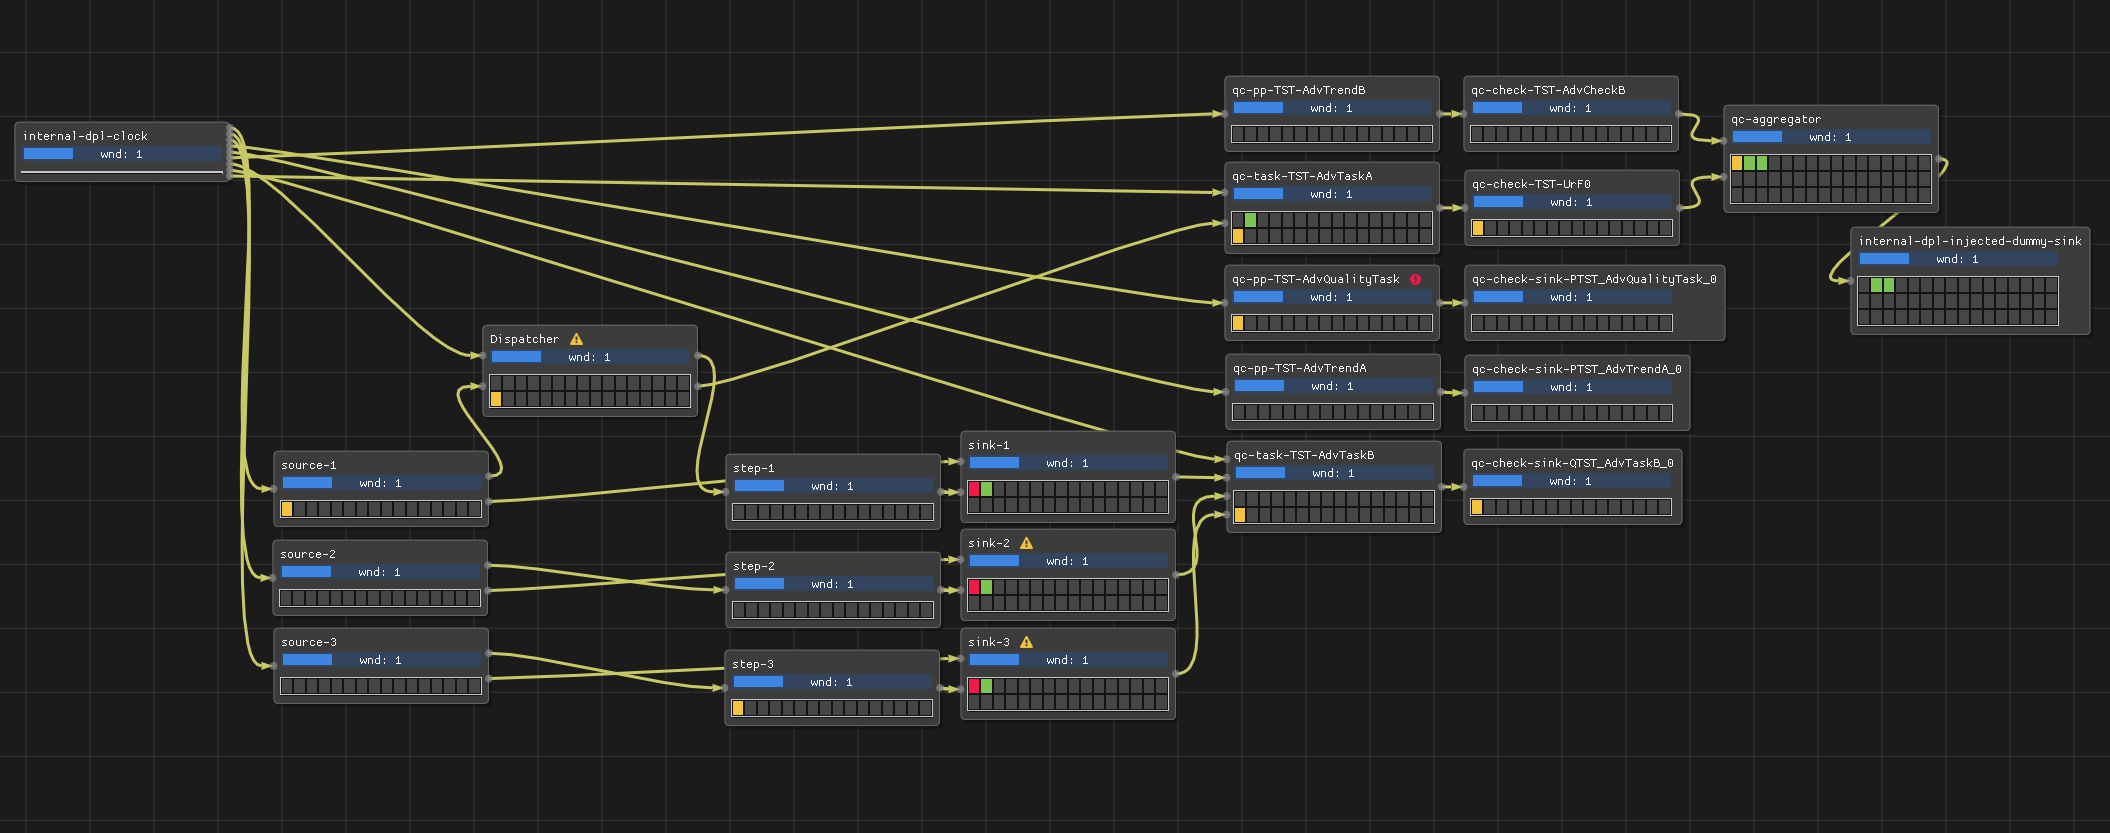 internal-dpl-clock
wnd: 1
qc-pp-TST-AdvTrendB
wnd: 1
qc-check-TST-AdvCheckB
wnd: 1
qc-aggregator
wnd: 1
qc-task-TST-AdvTaskA
wnd: 1
qc-check-TST-UrF0
wnd: 1
internal-dpl-injected-dummy-sink
wnd: 1
qc-pp-TST-AdvQualityTask
wnd: 1
qc-check-sink-PTST_AdvQualityTask_0
wnd: 1
Dispatcher
wnd: 1
qc-pp-TST-AdvTrendA
wnd: 1
qc-check-sink-PTST_AdvTrendA_0
wnd: 1
source-1
wnd: 1
step-1
wnd: 1
sink-1
wnd: 1
qc-task-TST-AdvTaskB
wnd: 1
qc-check-sink-QTST_AdvTaskB_0
wnd: 1
source-2
wnd: 1
step-2
wnd: 1
sink-2
wnd: 1
source-3
wnd: 1
step-3
wnd: 1
sink-3
wnd: 1